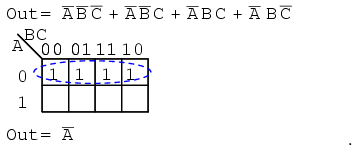 Out= A̅B̅C̅ + A̅B̅C + A̅BC + A̅ BC̅
BC
A 00 01 11 10
0 1 1 1 1
1
Out= A̅
.